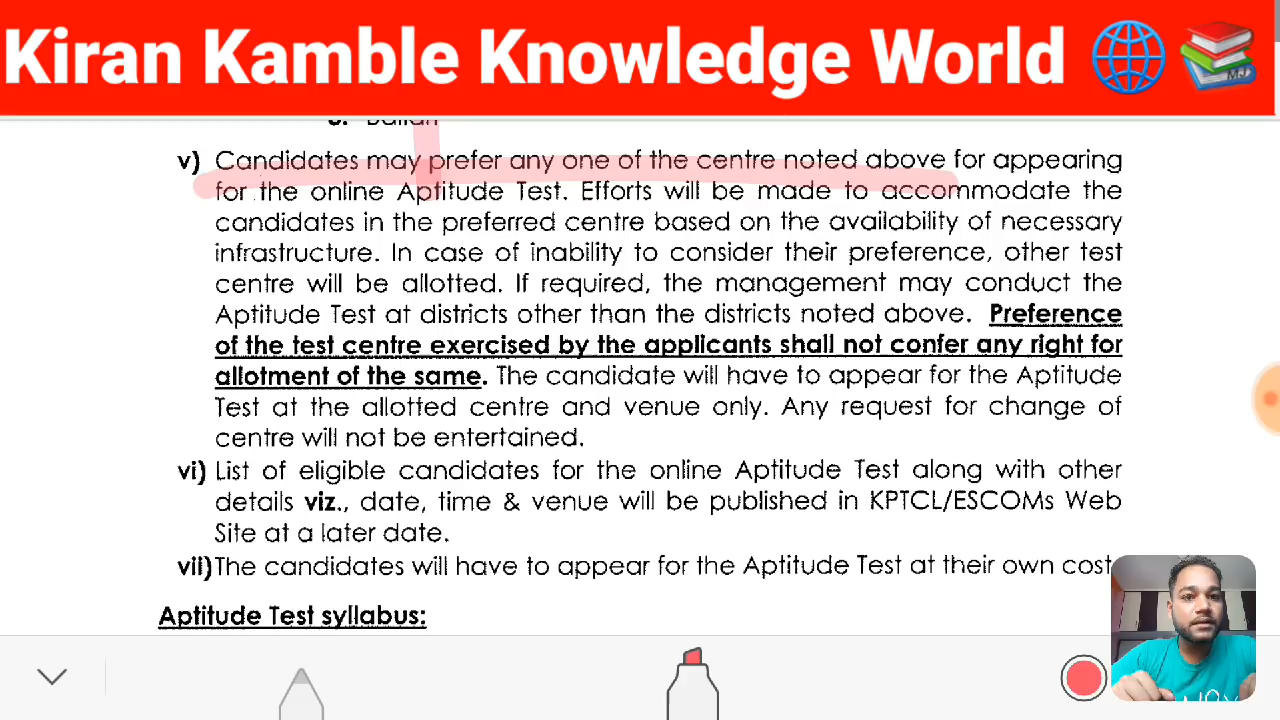 Kiran Kamble Knowledge World
MJ
v) Candidates may prefer any one of the centre noted above for appearing
for the online Aptitude Test. Efforts will be made to accommodate the
candidates in the preferred centre based on the availability of necessary
infrastructure. In case of inability to consider their preference, other test
centre will be allotted. If required, the management may conduct the
Aptitude Test at districts other than the districts noted above. Preference
of the test centre exercised by the applicants shall not confer any right for
allotment of the same. The candidate will have to appear for the Aptitude
Test at the allotted centre and venue only. Any request for change of
centre will not be entertained.
vi) List of eligible candidates for the online Aptitude Test along with other
details viz., date, time & venue will be published in KPTCL/ESCOMs Web
Site at a later date.
vii) The candidates will have to appear for the Aptitude Test at their own cost
Aptitude Test syllabus: